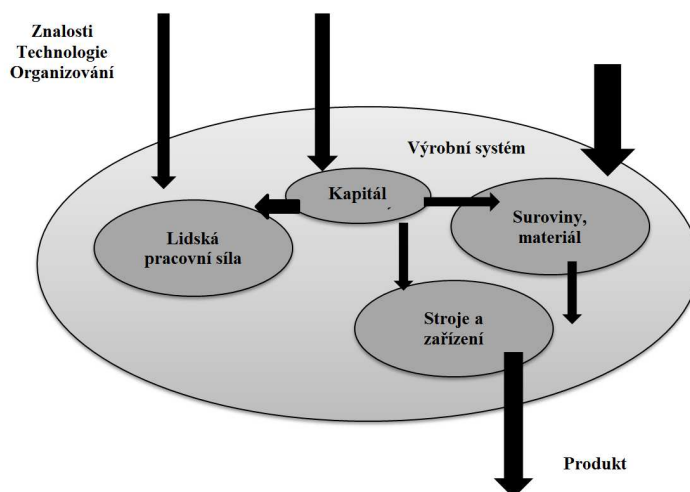 Znalosti
Technologie
Organizování
Výrobní systém
Kapitál
Lidská
pracovní síla
Suroviny,
materiál
Stroje a
zařízení
Produkt